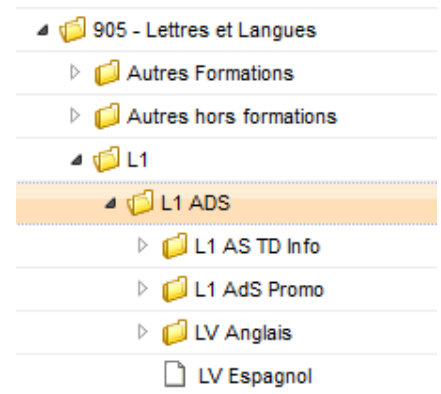 905 - Lettres et Langues
Autres Formations
Autres hors formations
L1
L1 ADS
L1 AS TD Info
L1 AdS Promo
LV Anglais
LV Espagnol